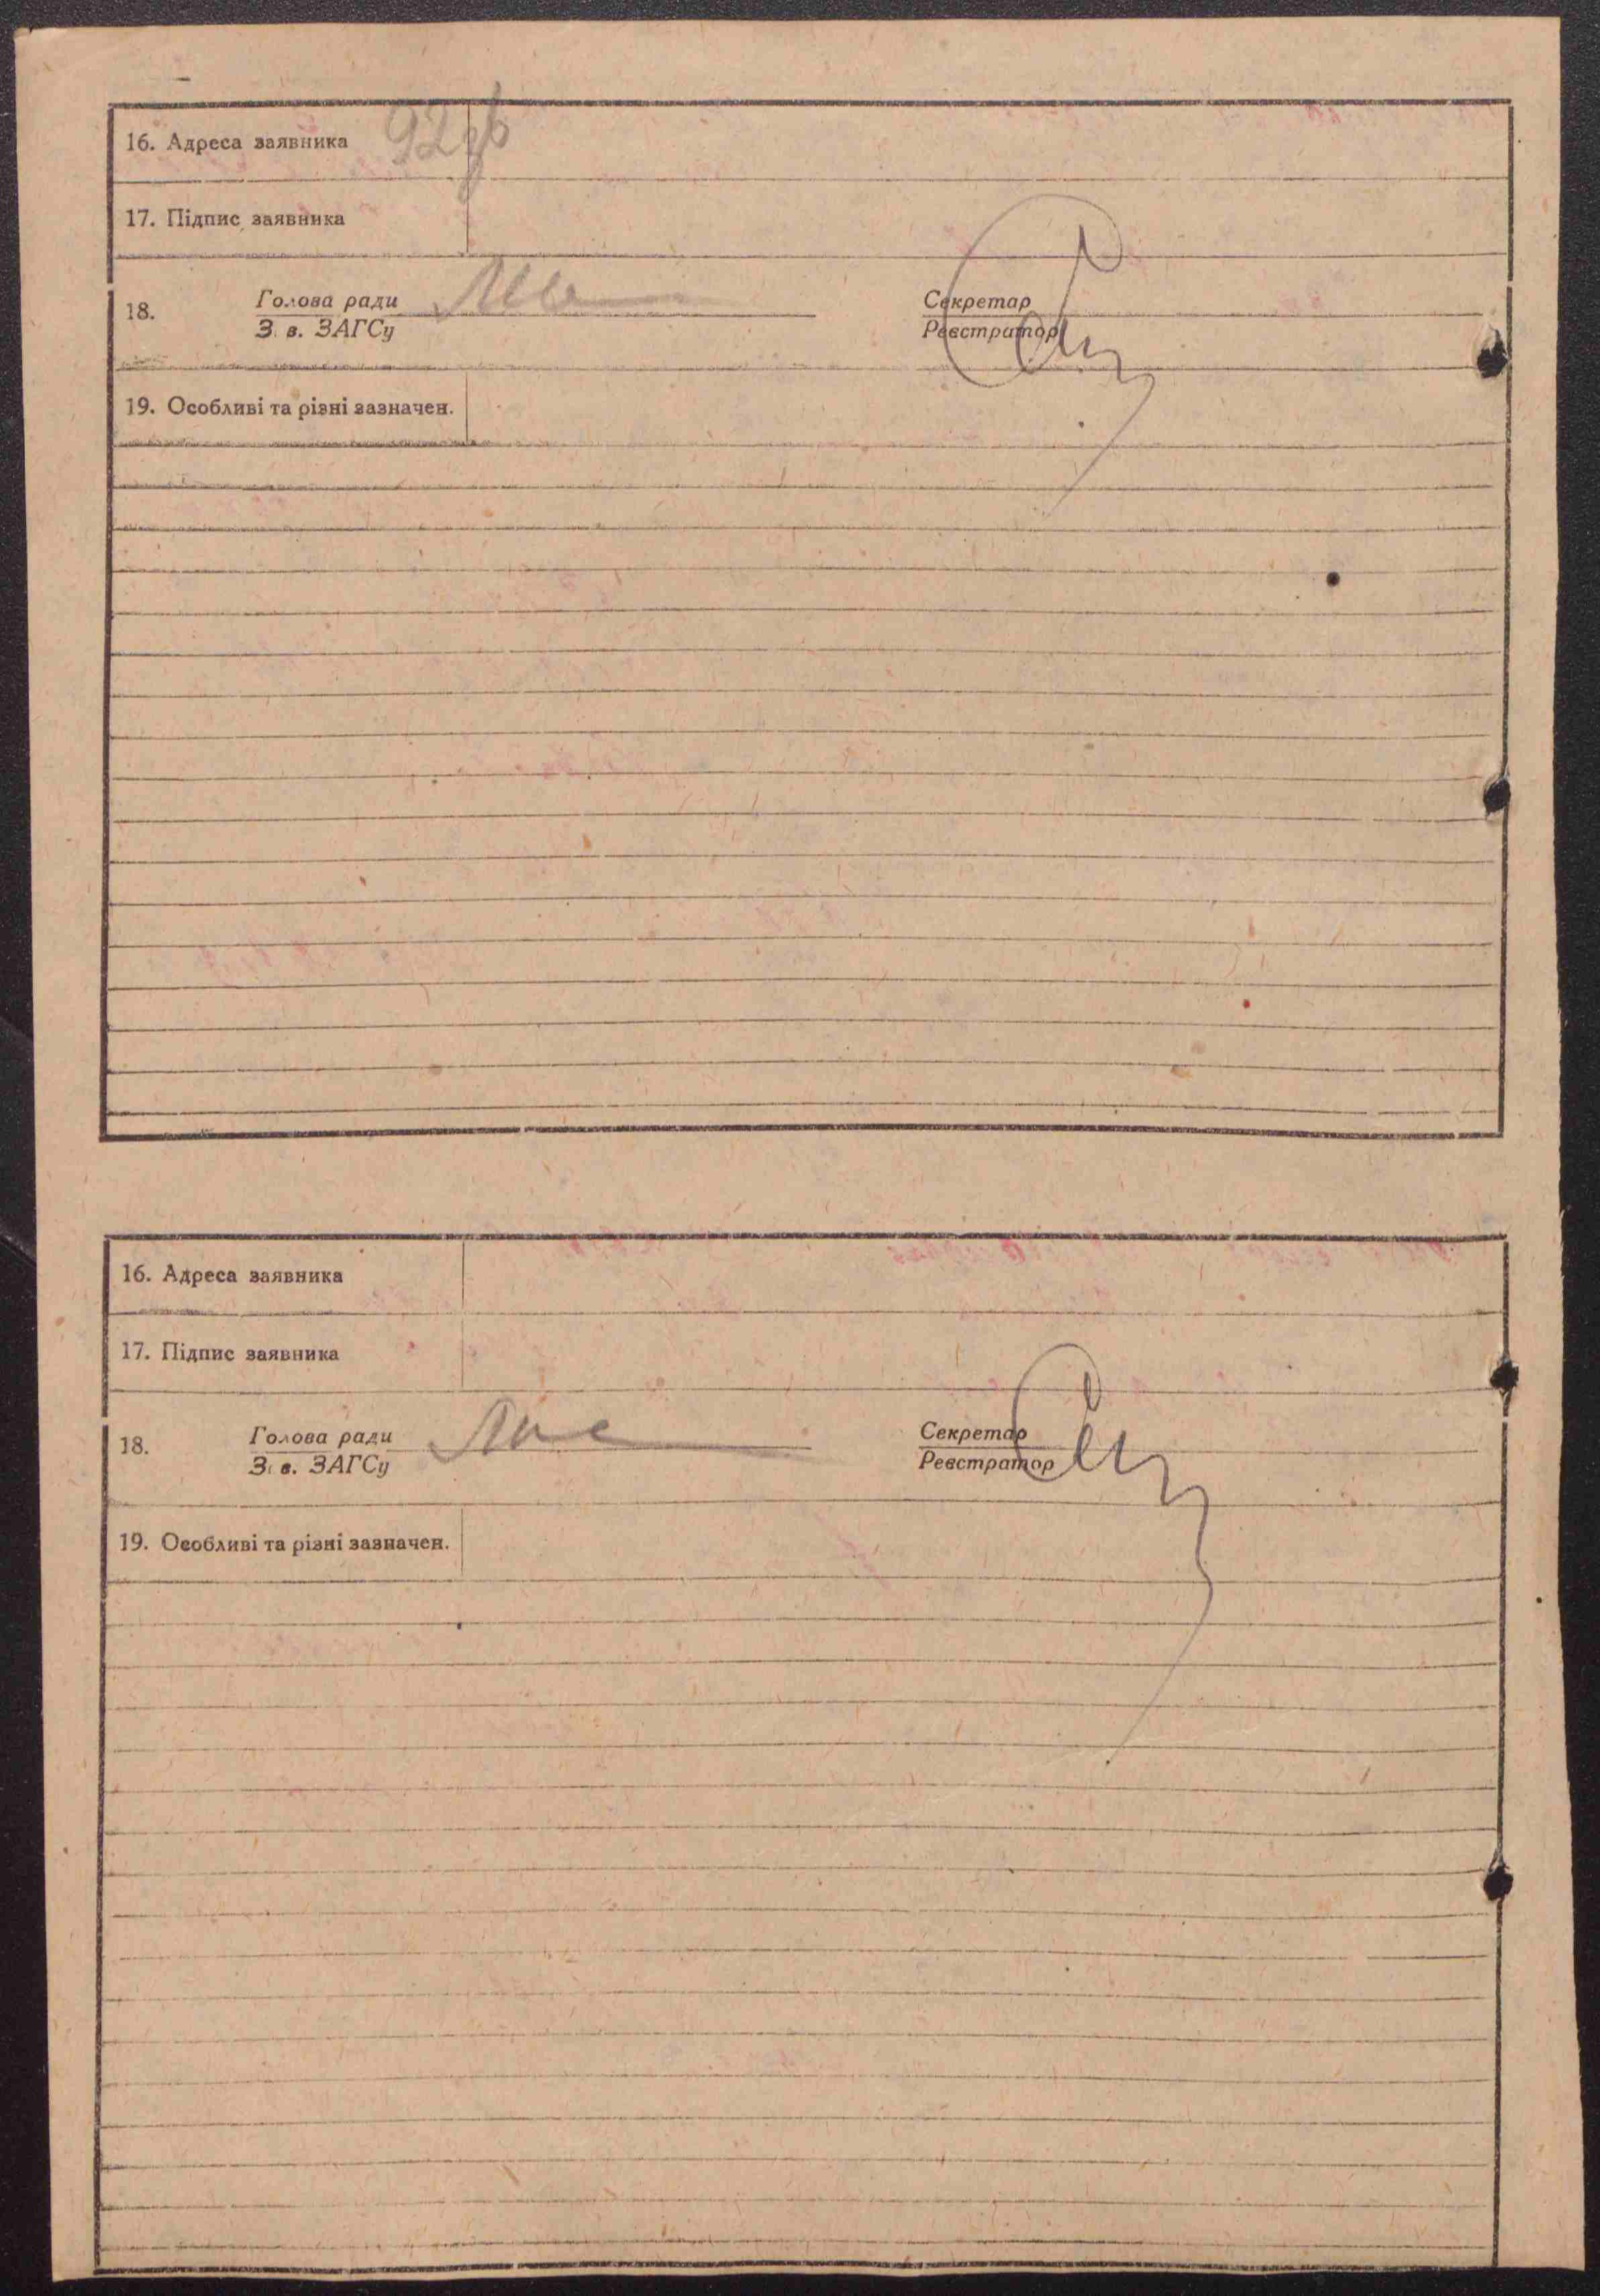 16. Адреса заявника
17. Підпис заявника
18. Голова ради Секретар
З. в. ЗАГСу Реєстратор
19. Особливі та різні зазначен.
16. Адреса заявника
17. Підпис заявника
18. Голова ради Секретар
З. в. ЗАГСу Реєстратор
19. Особливі та різні зазначен.